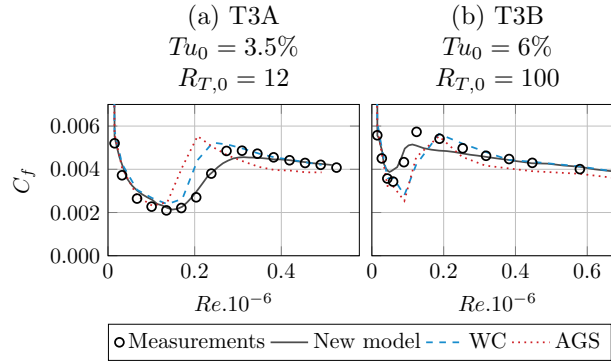 (a) T3A
Tu₀ = 3.5%
R_{T,0} = 12
(b) T3B
Tu₀ = 6%
R_{T,0} = 100
C_f
0.006
0.004
0.002
0.000
0 0.2 0.4
Re.10⁻⁶
0 0.2 0.4 0.6
Re.10⁻⁶
Measurements New model WC AGS